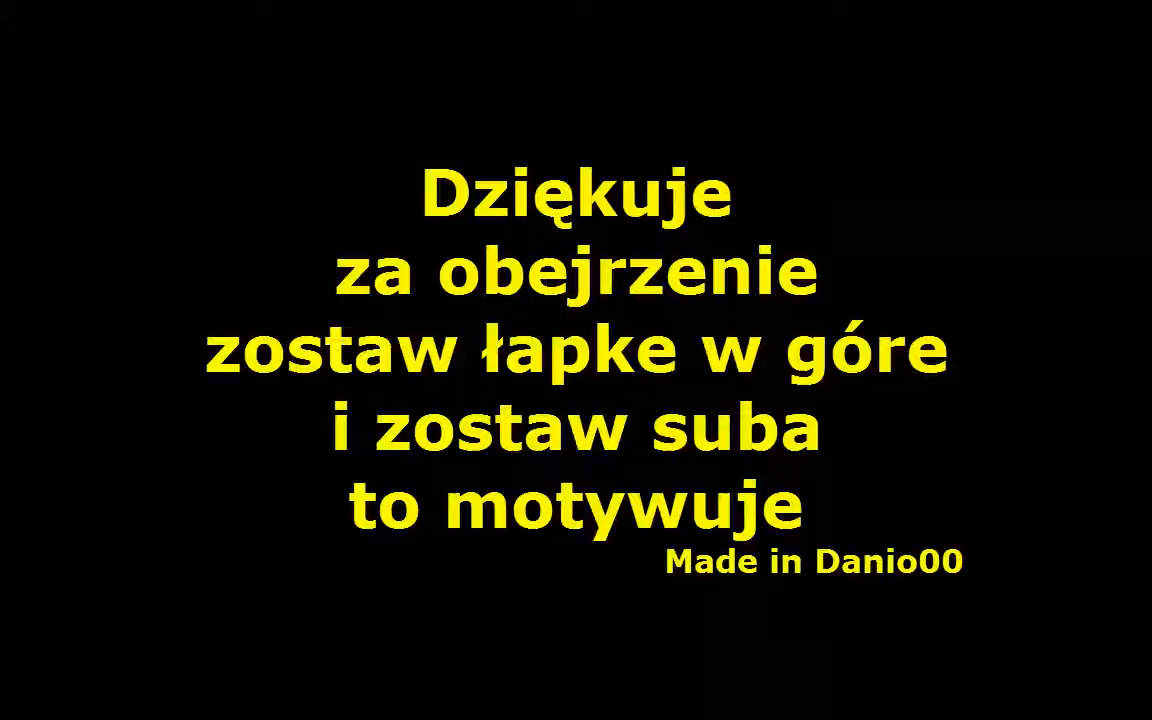 Dziękuje
za obejrzenie
zostaw łapke w góre
i zostaw suba
to motywuje
Made in Danio00